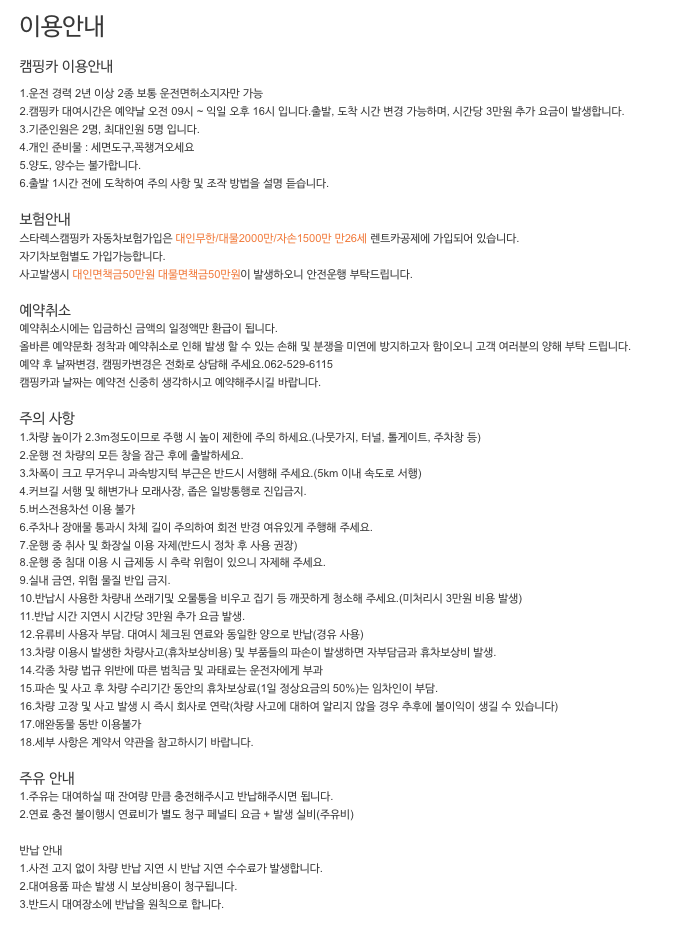 이용안내
캠핑카 이용안내
1.운전 경력 2년 이상 2종 보통 운전면허소지자만 가능
2.캠핑카 대여시간은 예약날 오전 09시 ~ 익일 오후 16시 입니다.출발, 도착 시간 변경 가능하며, 시간당 3만원 추가 요금이 발생합니다.
3.기준인원은 2명, 최대인원 5명 입니다.
4.개인 준비물 : 세면도구,꼭챙겨오세요
5.양도, 양수는 불가합니다.
6.출발 1시간 전에 도착하여 주의 사항 및 조작 방법을 설명 듣습니다.
보험안내
스타렉스캠핑카 자동차보험가입은 대인무한/대물2000만/자손1500만 만26세 렌트카공제에 가입되어 있습니다.
자기차보험별도 가입가능합니다.
사고발생시 대인면책금50만원 대물면책금50만원이 발생하오니 안전운행 부탁드립니다.
예약취소
예약취소시에는 입금하신 금액의 일정액만 환급이 됩니다.
올바른 예약문화 정착과 예약취소로 인해 발생 할 수 있는 손해 및 분쟁을 미연에 방지하고자 함이오니 고객 여러분의 양해 부탁 드립니다.
예약 후 날짜변경, 캠핑카변경은 전화로 상담해 주세요.062-529-6115
캠핑카과 날짜는 예약전 신중히 생각하시고 예약해주시길 바랍니다.
주의 사항
1.차량 높이가 2.3m정도이므로 주행 시 높이 제한에 주의 하세요.(나뭇가지, 터널, 톨게이트, 주차창 등)
2.운행 전 차량의 모든 창을 잠근 후에 출발하세요.
3.차폭이 크고 무거우니 과속방지턱 부근은 반드시 서행해 주세요.(5km 이내 속도로 서행)
4.커브길 서행 및 해변가나 모래사장, 좁은 일방통행로 진입금지.
5.버스전용차선 이용 불가
6.주차나 장애물 통과시 차체 길이 주의하여 회전 반경 여유있게 주행해 주세요.
7.운행 중 취사 및 화장실 이용 자제(반드시 정차 후 사용 권장)
8.운행 중 침대 이용 시 급제동 시 추락 위험이 있으니 자제해 주세요.
9.실내 금연, 위험 물질 반입 금지.
10.반납시 사용한 차량내 쓰래기및 오물통을 비우고 집기 등 깨끗하게 청소해 주세요.(미처리시 3만원 비용 발생)
11.반납 시간 지연시 시간당 3만원 추가 요금 발생.
12.유류비 사용자 부담. 대여시 체크된 연료와 동일한 양으로 반납(경유 사용)
13.차량 이용시 발생한 차량사고(휴차보상비용) 및 부품들의 파손이 발생하면 자부담금과 휴차보상비 발생.
14.각종 차량 법규 위반에 따른 범칙금 및 과태료는 운전자에게 부과
15.파손 및 사고 후 차량 수리기간 동안의 휴차보상료(1일 정상요금의 50%)는 임차인이 부담.
16.차량 고장 및 사고 발생 시 즉시 회사로 연락(차량 사고에 대하여 알리지 않을 경우 추후에 불이익이 생길 수 있습니다)
17.애완동물 동반 이용불가
18.세부 사항은 계약서 약관을 참고하시기 바랍니다.
주유 안내
1.주유는 대여하실 때 잔여량 만큼 충전해주시고 반납해주시면 됩니다.
2.연료 충전 불이행시 연료비가 별도 청구 페널티 요금 + 발생 실비(주유비)
반납 안내
1.사전 고지 없이 차량 반납 지연 시 반납 지연 수수료가 발생합니다.
2.대여용품 파손 발생 시 보상비용이 청구됩니다.
3.반드시 대여장소에 반납을 원칙으로 합니다.